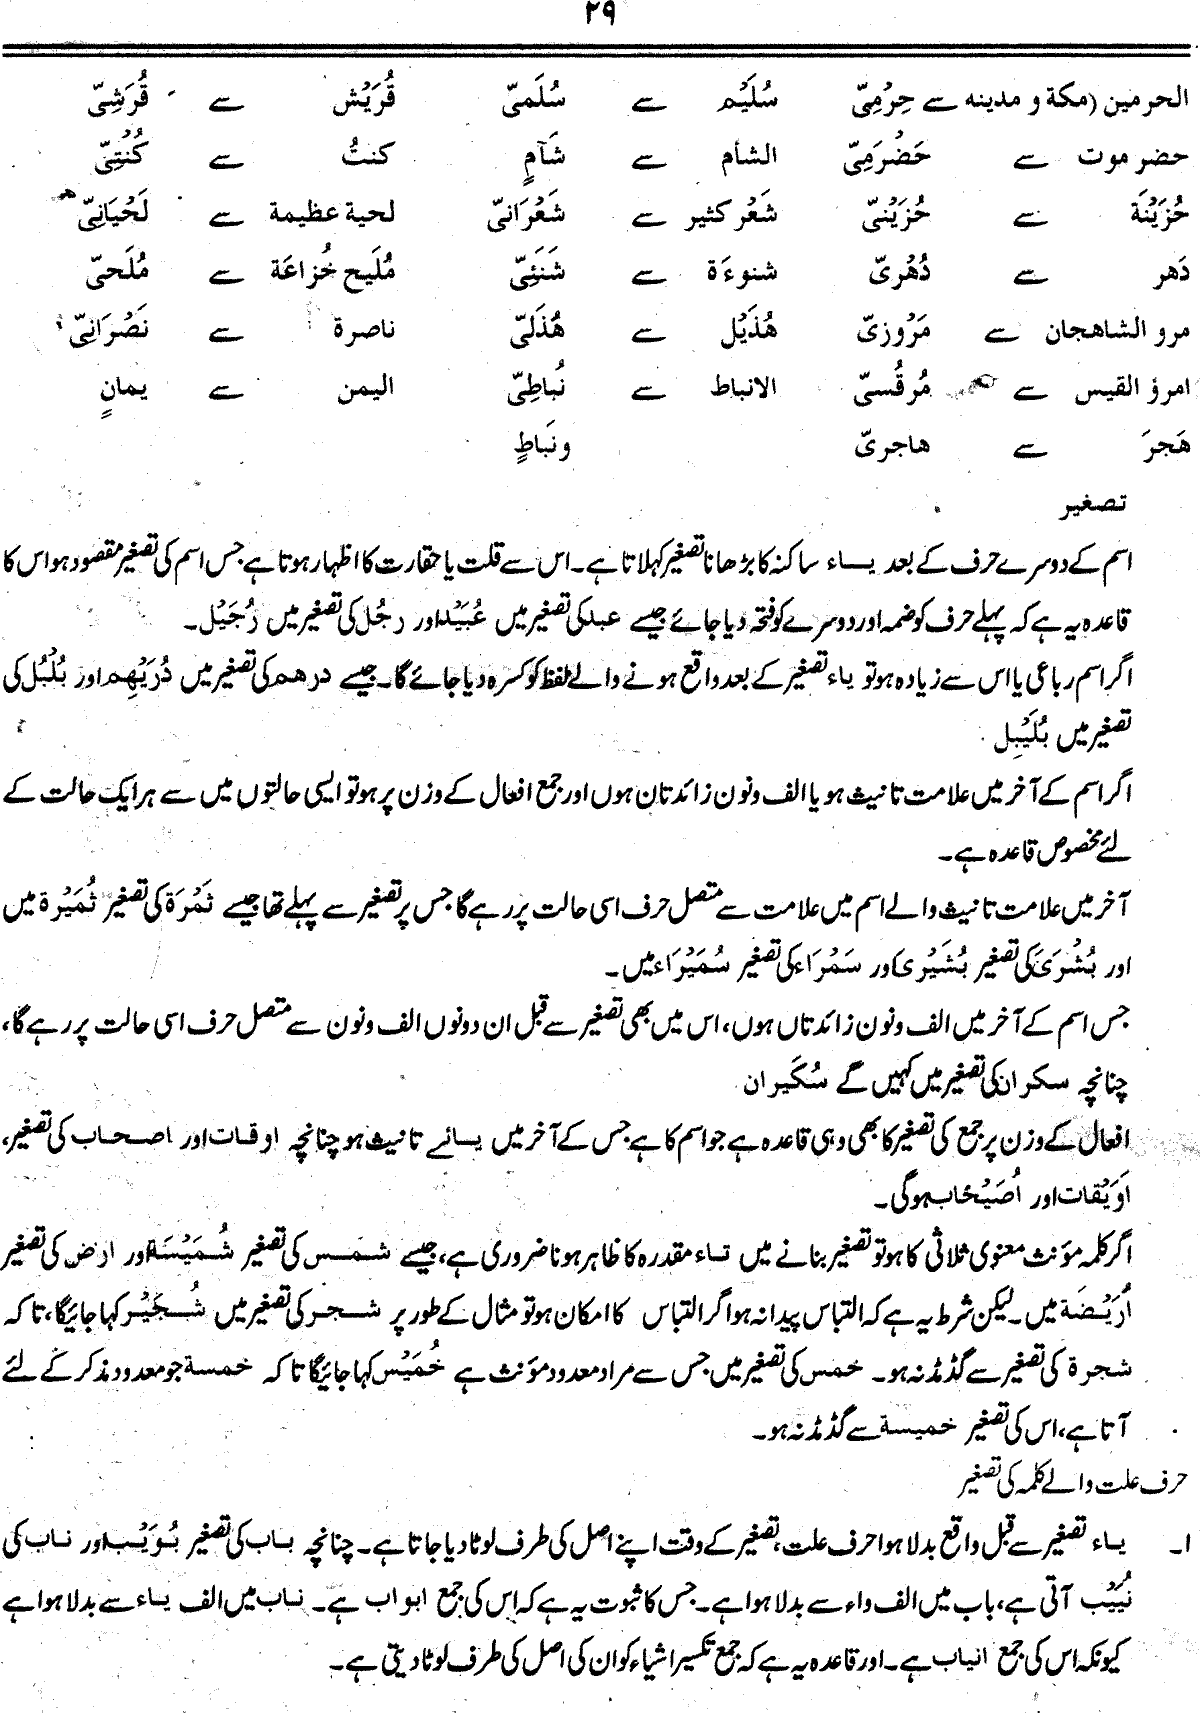 ۲۹
الحرمین (مکة و مدینه سے حِرُمِیّ سُلَیْم سے سُلَمیّ قُرَیْش سے قُرَشِیّ
حضر موت سے حَضْرَمِیّ الشأم سے شَآمٍ کنتُ سے کُنْتِیّ
حُزَیْنَة سے حُزَیْنیّ شَعْر کثیر سے شَعْرَانیّ لحیة عظیمة سے لَحْیَانِیّ
دَهر سے دُهْریّ شنوءَة سے شَنَئِیّ مُلَیح خُزاعَة سے مُلَحیّ
مرو الشاهجان سے مَرْوزیّ هُذَیْل سے هُذَلِیّ ناصرة سے نَصْرَانِیّ
امرؤ القیس سے مُرقُسیّ الانباط سے نُباطِیّ الیمن سے یمانٍ
هَجرَ سے هاجریّ ونَباطٍ
تصغیر
اسم کے دوسرے حرف کے بعد یاء ساکنہ کا بڑھانا تصغیر کہلاتا ہے۔ اس سے قلت یا حقارت کا اظہار ہوتا ہے جس اسم کی تصغیر مقصود ہو اس کا
قاعدہ یہ ہے کہ پہلے حرف کو ضمہ اور دوسرے کو فتحہ دیا جائے جیسے عبد کی تصغیر میں عُبَیْد اور رجُل کی تصغیر میں رُجَیْل۔
اگر اسم رباعی یا اس سے زیادہ ہو تو یاء تصغیر کے بعد واقع ہونے والے لفظ کو کسرہ دیا جائے گا۔ جیسے درهم کی تصغیر میں دُرَیْهِم اور بُلْبُل کی
تصغیر میں بُلَیْبِل
اگر اسم کے آخر میں علامت تانیث ہو یا الف ونون زائدتان ہوں اور جمع افعال کے وزن پر ہو تو ایسی حالتوں میں سے ہر ایک حالت کے
لئے مخصوص قاعدہ ہے۔
آخر میں علامت تانیث والے اسم میں علامت سے متصل حرف اسی حالت پر رہے گا جس پر تصغیر سے پہلے تھا جیسے ثَمْرَة کی تصغیر ثُمَیْرة میں
اور بُشْرَی کی تصغیر بُشَیْری اور سَمْرَاء کی تصغیر سُمَیْرَاء میں۔
جس اسم کے آخر میں الف ونون زائدتاں ہوں، اس میں بھی تصغیر سے قبل ان دونوں الف ونون سے متصل حرف اسی حالت پر رہے گا،
چنانچہ سکران کی تصغیر میں کہیں گے سُکَیران
افعال کے وزن پر جمع کی تصغیر کا بھی وہی قاعدہ ہے جو اسم کا ہے جس کے آخر میں یائے تانیث ہو چنانچہ اوقات اور اصحاب کی تصغیر،
اَوَیْقات اور اُصَیْحَاب ہوگی۔
اگر کلمہ مؤنث معنوی ثلاثی کا ہو تو تصغیر بنانے میں تاء مقدرہ کا ظاہر ہونا ضروری ہے، جیسے شمس کی تصغیر شُمَیْسَة اور ارض کی تصغیر
اُرَیْضَة میں۔ لیکن شرط یہ ہے کہ التباس پیدا نہ ہو اگر التباس کا امکان ہو تو مثال کے طور پر شجر کی تصغیر میں شُجَیْر کہا جائیگا، تاکہ
شجرة کی تصغیر سے گڈمڈ نہ ہو۔ خمس کی تصغیر میں جس سے مراد معدود مؤنث ہے خُمَیْس کہا جائیگا تاکہ خمسة جو معدود مذکر کے لئے
آتا ہے، اس کی تصغیر خمیسة سے گڈمڈ نہ ہو۔
حرف علت والے کلمہ کی تصغیر
۱۔ یاء تصغیر سے قبل واقع بدلا ہوا حرف علت، تصغیر کے وقت اپنے اصل کی طرف لوٹا دیا جاتا ہے۔ چنانچہ باب کی تصغیر بُوَیْب اور ناب کی
نُیَیْب آتی ہے، باب میں الف واء سے بدلا ہوا ہے۔ جس کا ثبوت یہ ہے کہ اس کی جمع ابواب ہے۔ ناب میں الف یاء سے بدلا ہوا ہے
کیونکہ اس کی جمع انیاب ہے۔ اور قاعدہ یہ ہے کہ جمع تکسیر اشیاء کو ان کی اصل کی طرف لوٹا دیتی ہے۔